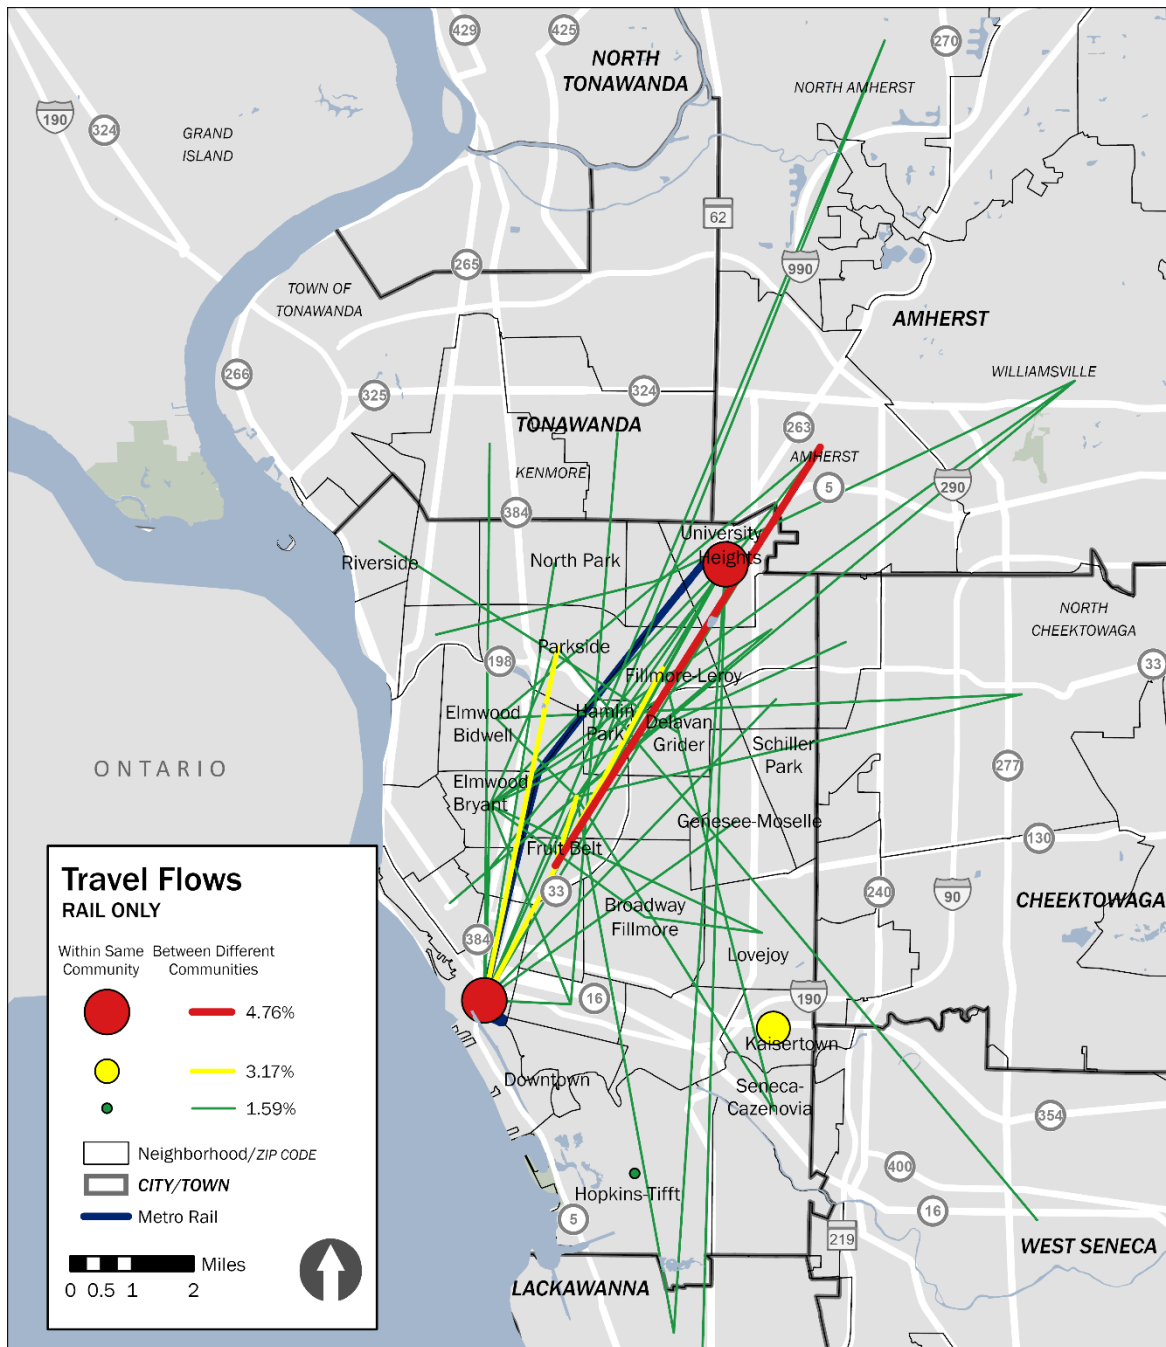 429
425
270
NORTH
TONAWANDA
NORTH AMHERST
190
324
GRAND
ISLAND
62
265
990
TOWN OF
TONAWANDA
AMHERST
266
325
324
WILLIAMSVILLE
TONAWANDA
263
AMHERST
KENMORE
5
290
384
University
Heights
Riverside
North Park
NORTH
CHEEKTOWAGA
198
Parkside
33
Fillmore-Leroy
Elmwood
Bidwell
Hamlin
Park
Delavan
Grider
Schiller
Park
ONTARIO
277
Elmwood
Bryant
Genesee-Moselle
130
Fruit Belt
33
240
90
CHEEKTOWAGA
Broadway
Fillmore
384
Lovejoy
16
190
Kaisertown
Downtown
Seneca-
Cazenovia
354
400
Hopkins-Tifft
16
5
219
WEST SENECA
LACKAWANNA
Travel Flows
RAIL ONLY
Within Same
Community
Between Different
Communities
4.76%
3.17%
1.59%
Neighborhood/ZIP CODE
CITY/TOWN
Metro Rail
Miles
0 0.5 1 2